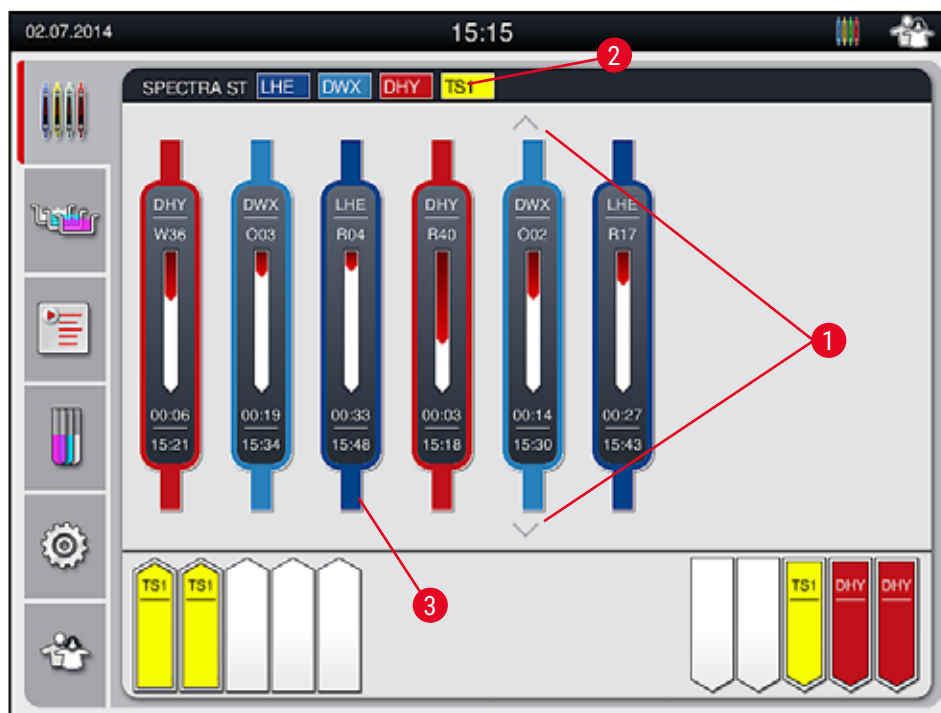 02.07.2014 15:15
2
SPECTRA ST LHE DWX DHY TS1
DHY DWX LHE DHY DWX LHE
W36 O03 R04 R40 O02 R17
1
00:06 00:19 00:33 00:03 00:14 00:27
15:21 15:34 15:48 15:18 15:30 15:43
TS1 TS1 TS1 DHY DHY
3